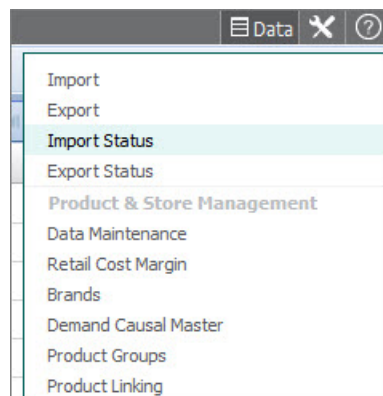 Data
Import
Export
Import Status
Export Status
Product & Store Management
Data Maintenance
Retail Cost Margin
Brands
Demand Causal Master
Product Groups
Product Linking